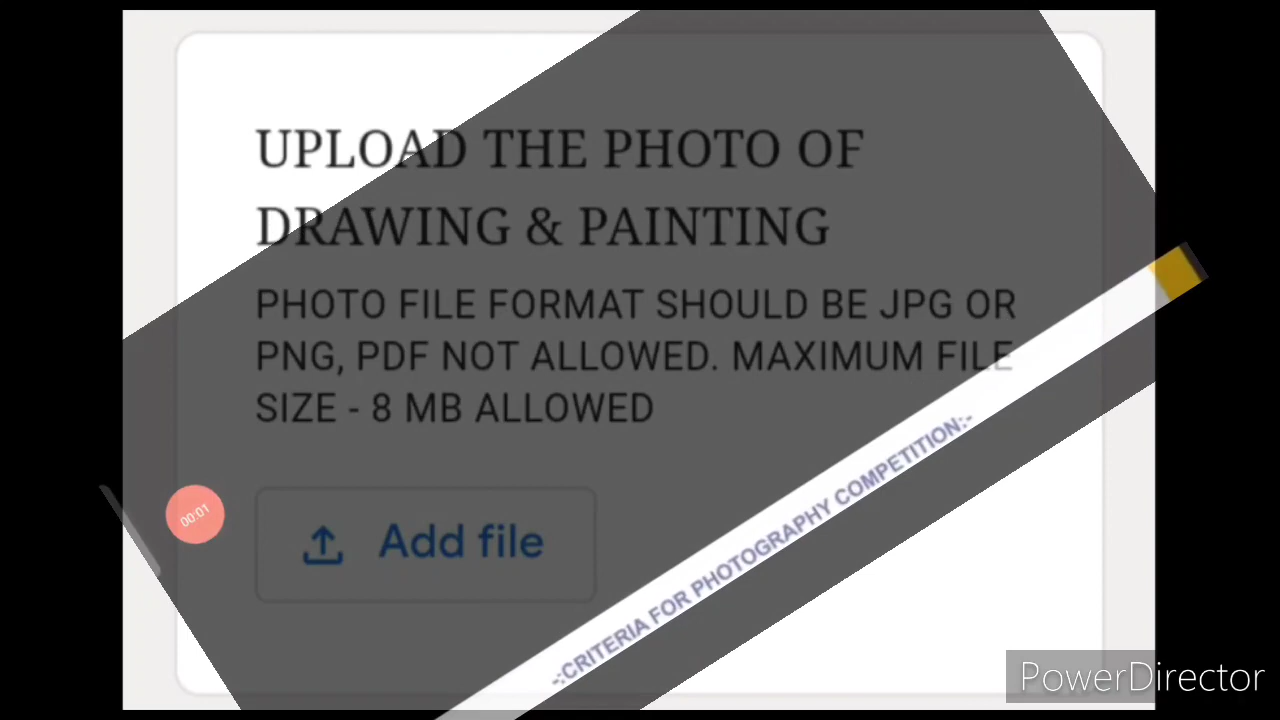 UPLOAD THE PHOTO OF
DRAWING & PAINTING
PHOTO FILE FORMAT SHOULD BE JPG OR
PNG, PDF NOT ALLOWED. MAXIMUM FILE
SIZE - 8 MB ALLOWED
00:01
Add file
-:CRITERIA FOR PHOTOGRAPHY COMPETITION:-
PowerDirector